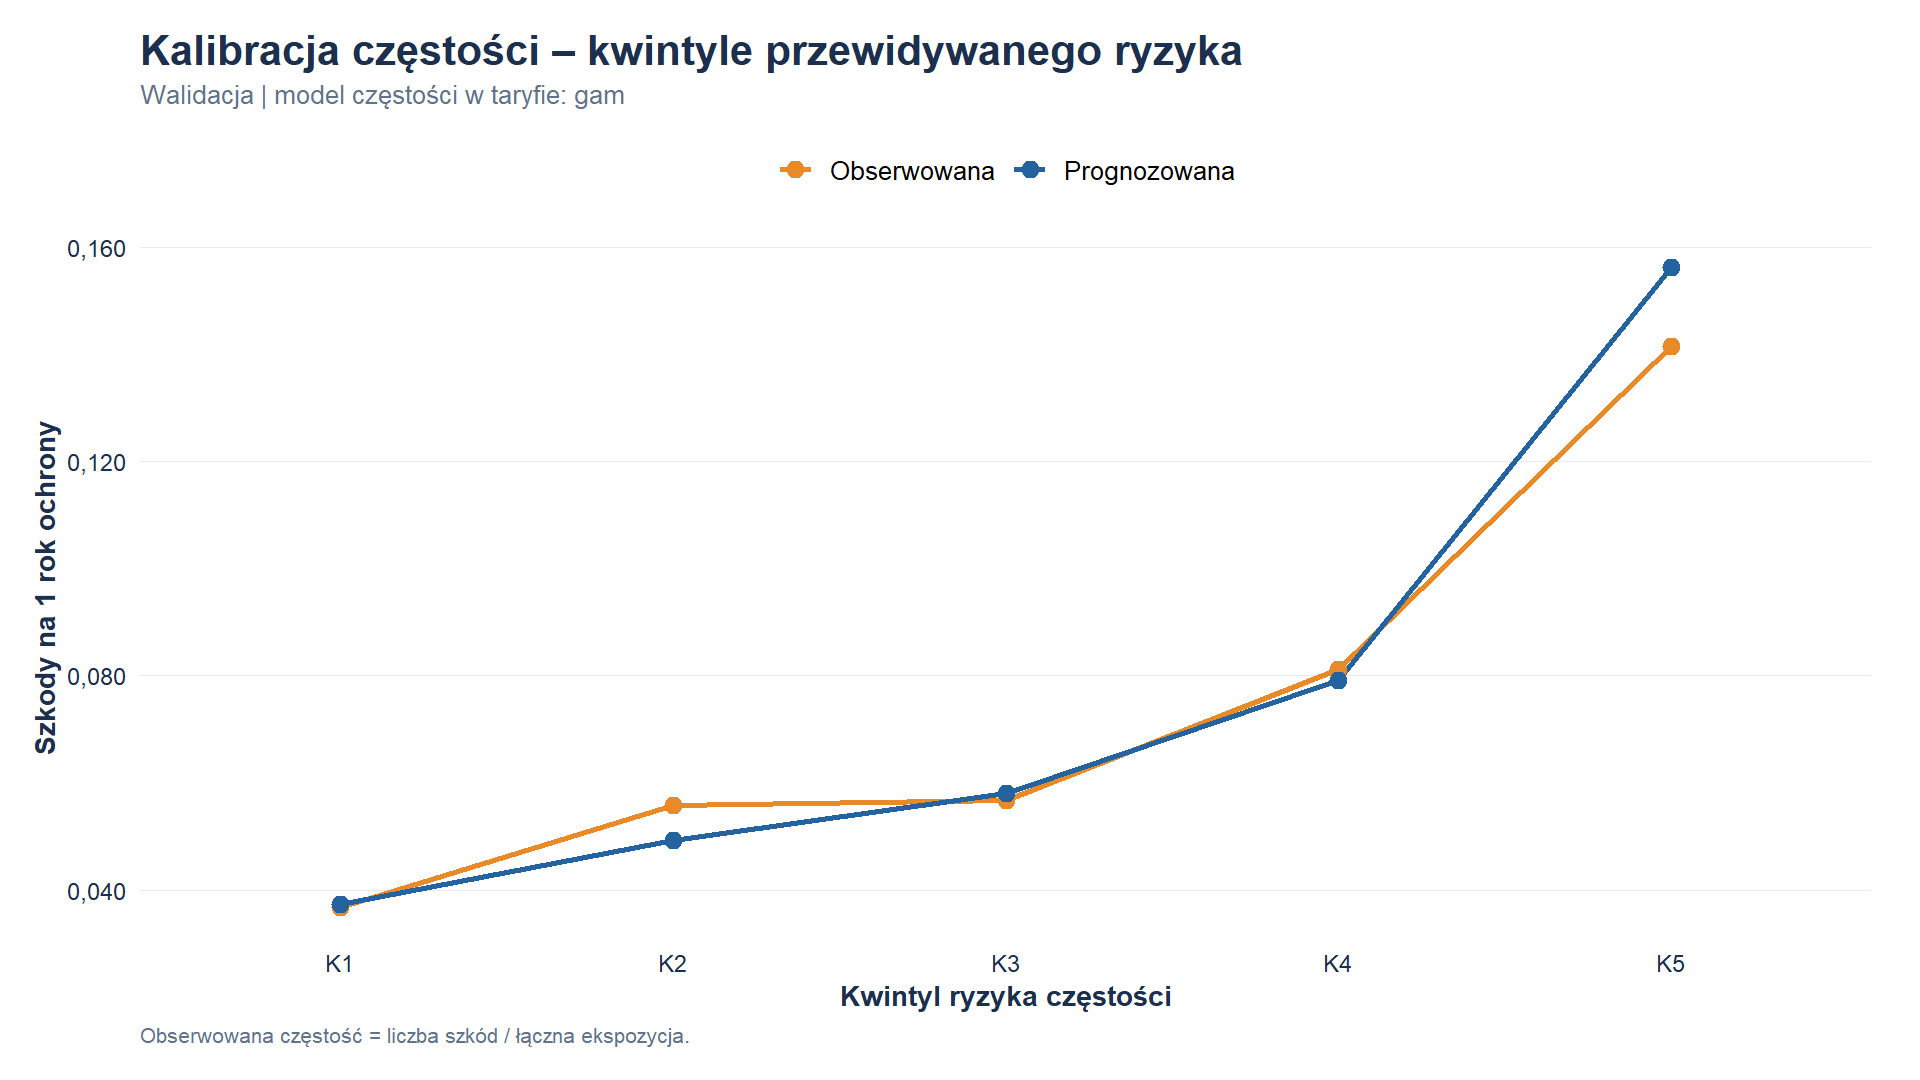 Kalibracja częstości – kwintyle przewidywanego ryzyka
Walidacja | model częstości w taryfie: gam
Obserwowana Prognozowana
0,160
0,120
0,080
0,040
Szkody na 1 rok ochrony
K1 K2 K3 K4 K5
Kwintyl ryzyka częstości
Obserwowana częstość = liczba szkód / łączna ekspozycja.